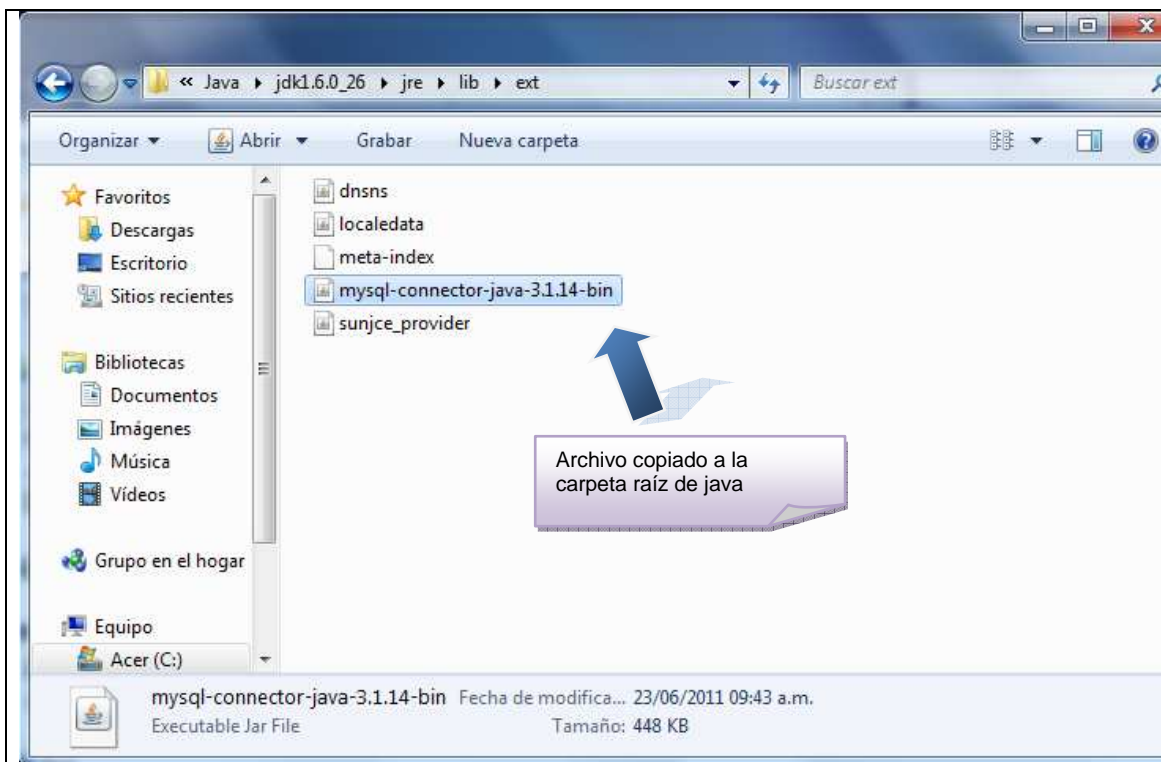 « Java ▸ jdk1.6.0_26 ▸ jre ▸ lib ▸ ext
Buscar ext
Organizar Abrir Grabar Nueva carpeta
Favoritos
Descargas
Escritorio
Sitios recientes
Bibliotecas
Documentos
Imágenes
Música
Vídeos
Grupo en el hogar
Equipo
Acer (C:)
dnsns
localedata
meta-index
mysql-connector-java-3.1.14-bin
sunjce_provider
Archivo copiado a la
carpeta raíz de java
mysql-connector-java-3.1.14-bin Fecha de modifica... 23/06/2011 09:43 a.m.
Executable Jar File Tamaño: 448 KB